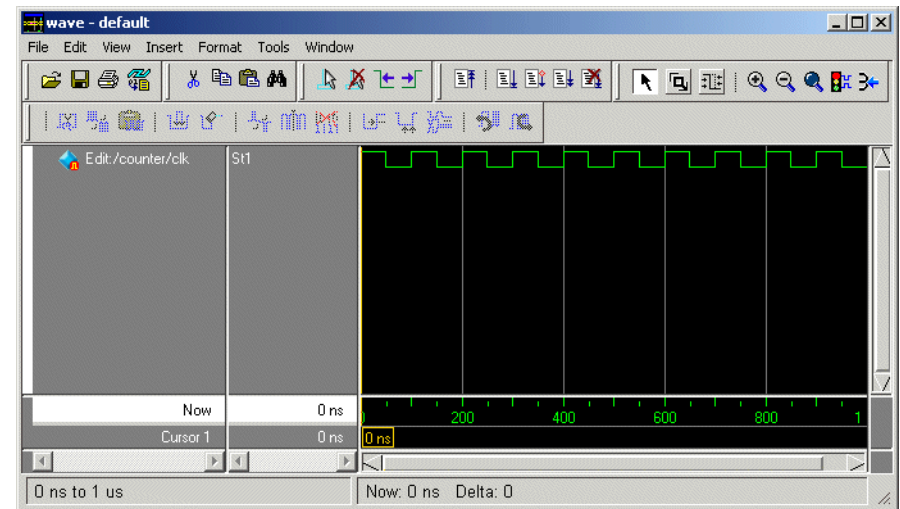 wave - default
File Edit View Insert Format Tools Window
Edit:/counter/clk St1
Now 0 ns
200 400 600 800 1
Cursor 1 0 ns 0 ns
0 ns to 1 us Now: 0 ns Delta: 0